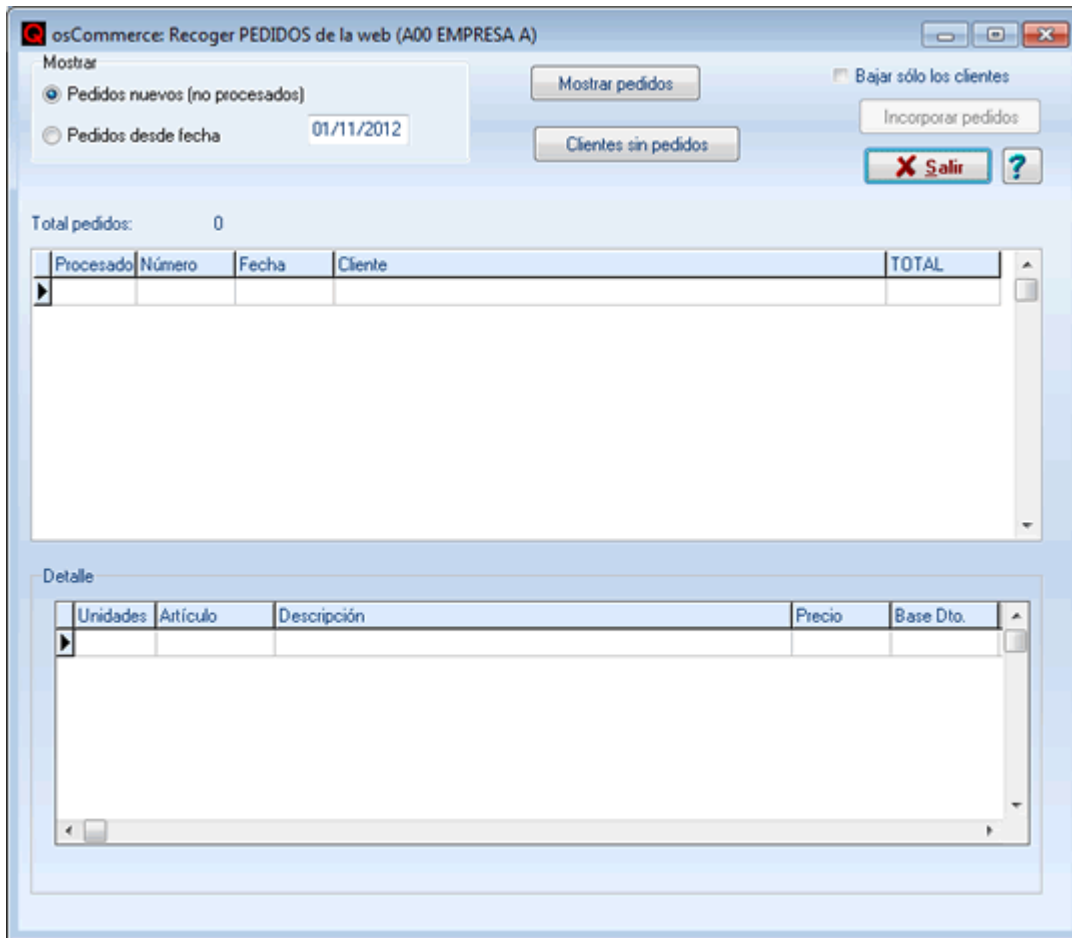 osCommerce: Recoger PEDIDOS de la web (A00 EMPRESA A)
Mostrar
Pedidos nuevos (no procesados)
Pedidos desde fecha 01/11/2012
Mostrar pedidos
Clientes sin pedidos
Bajar sólo los clientes
Incorporar pedidos
Salir ?
Total pedidos: 0
Procesado Número Fecha Cliente TOTAL
Detalle
Unidades Artículo Descripción Precio Base Dto.